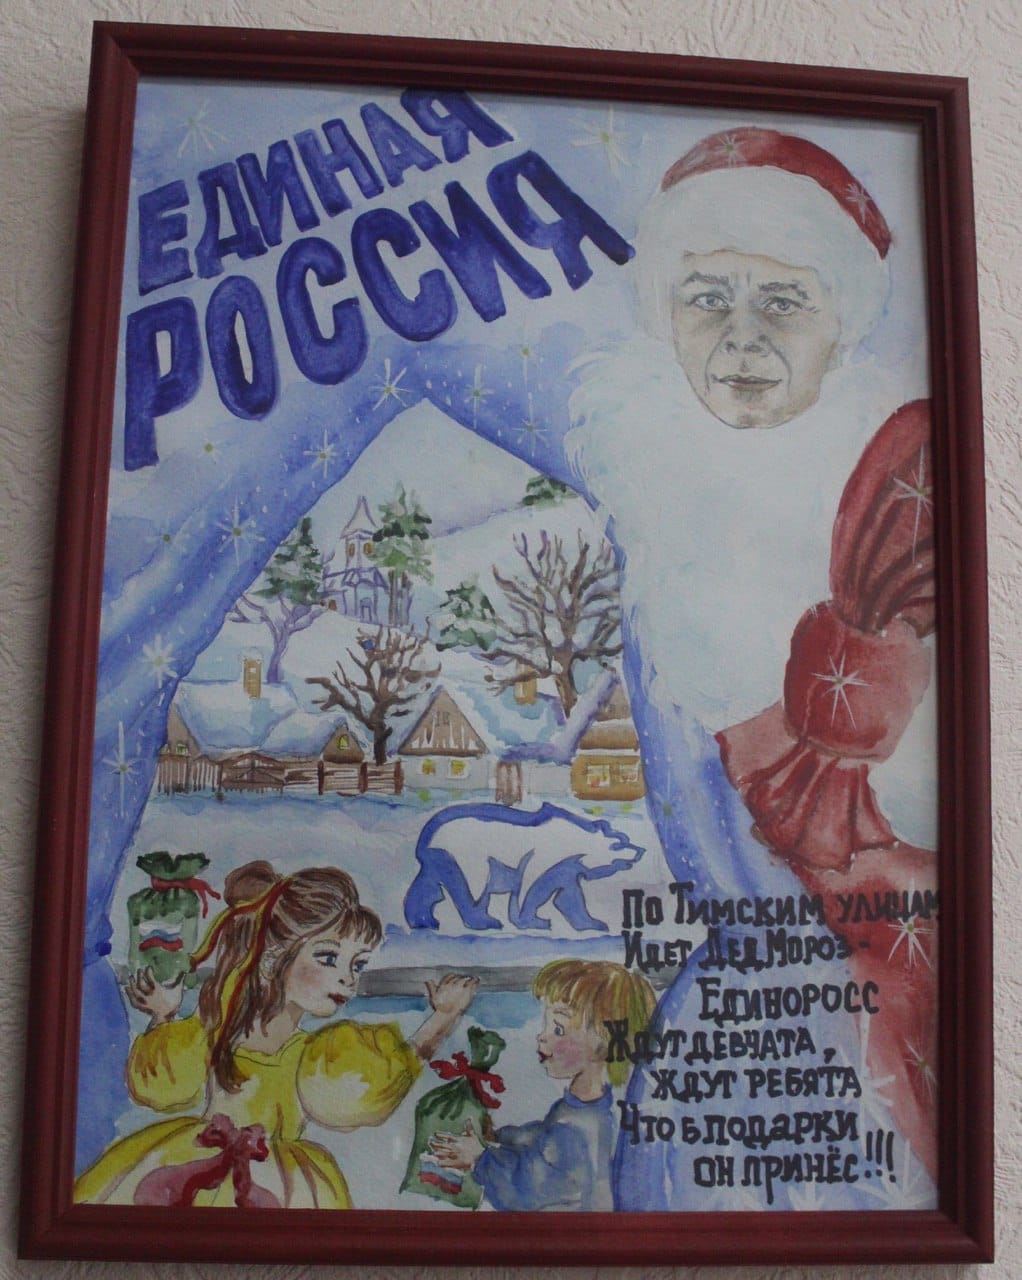 ЕДИНАЯ
РОССИЯ
По Тимским улицам
Идет Дед Мороз-
Единоросс
Ждут девчата,
ждут ребята
Что б подарки
он принёс!!!